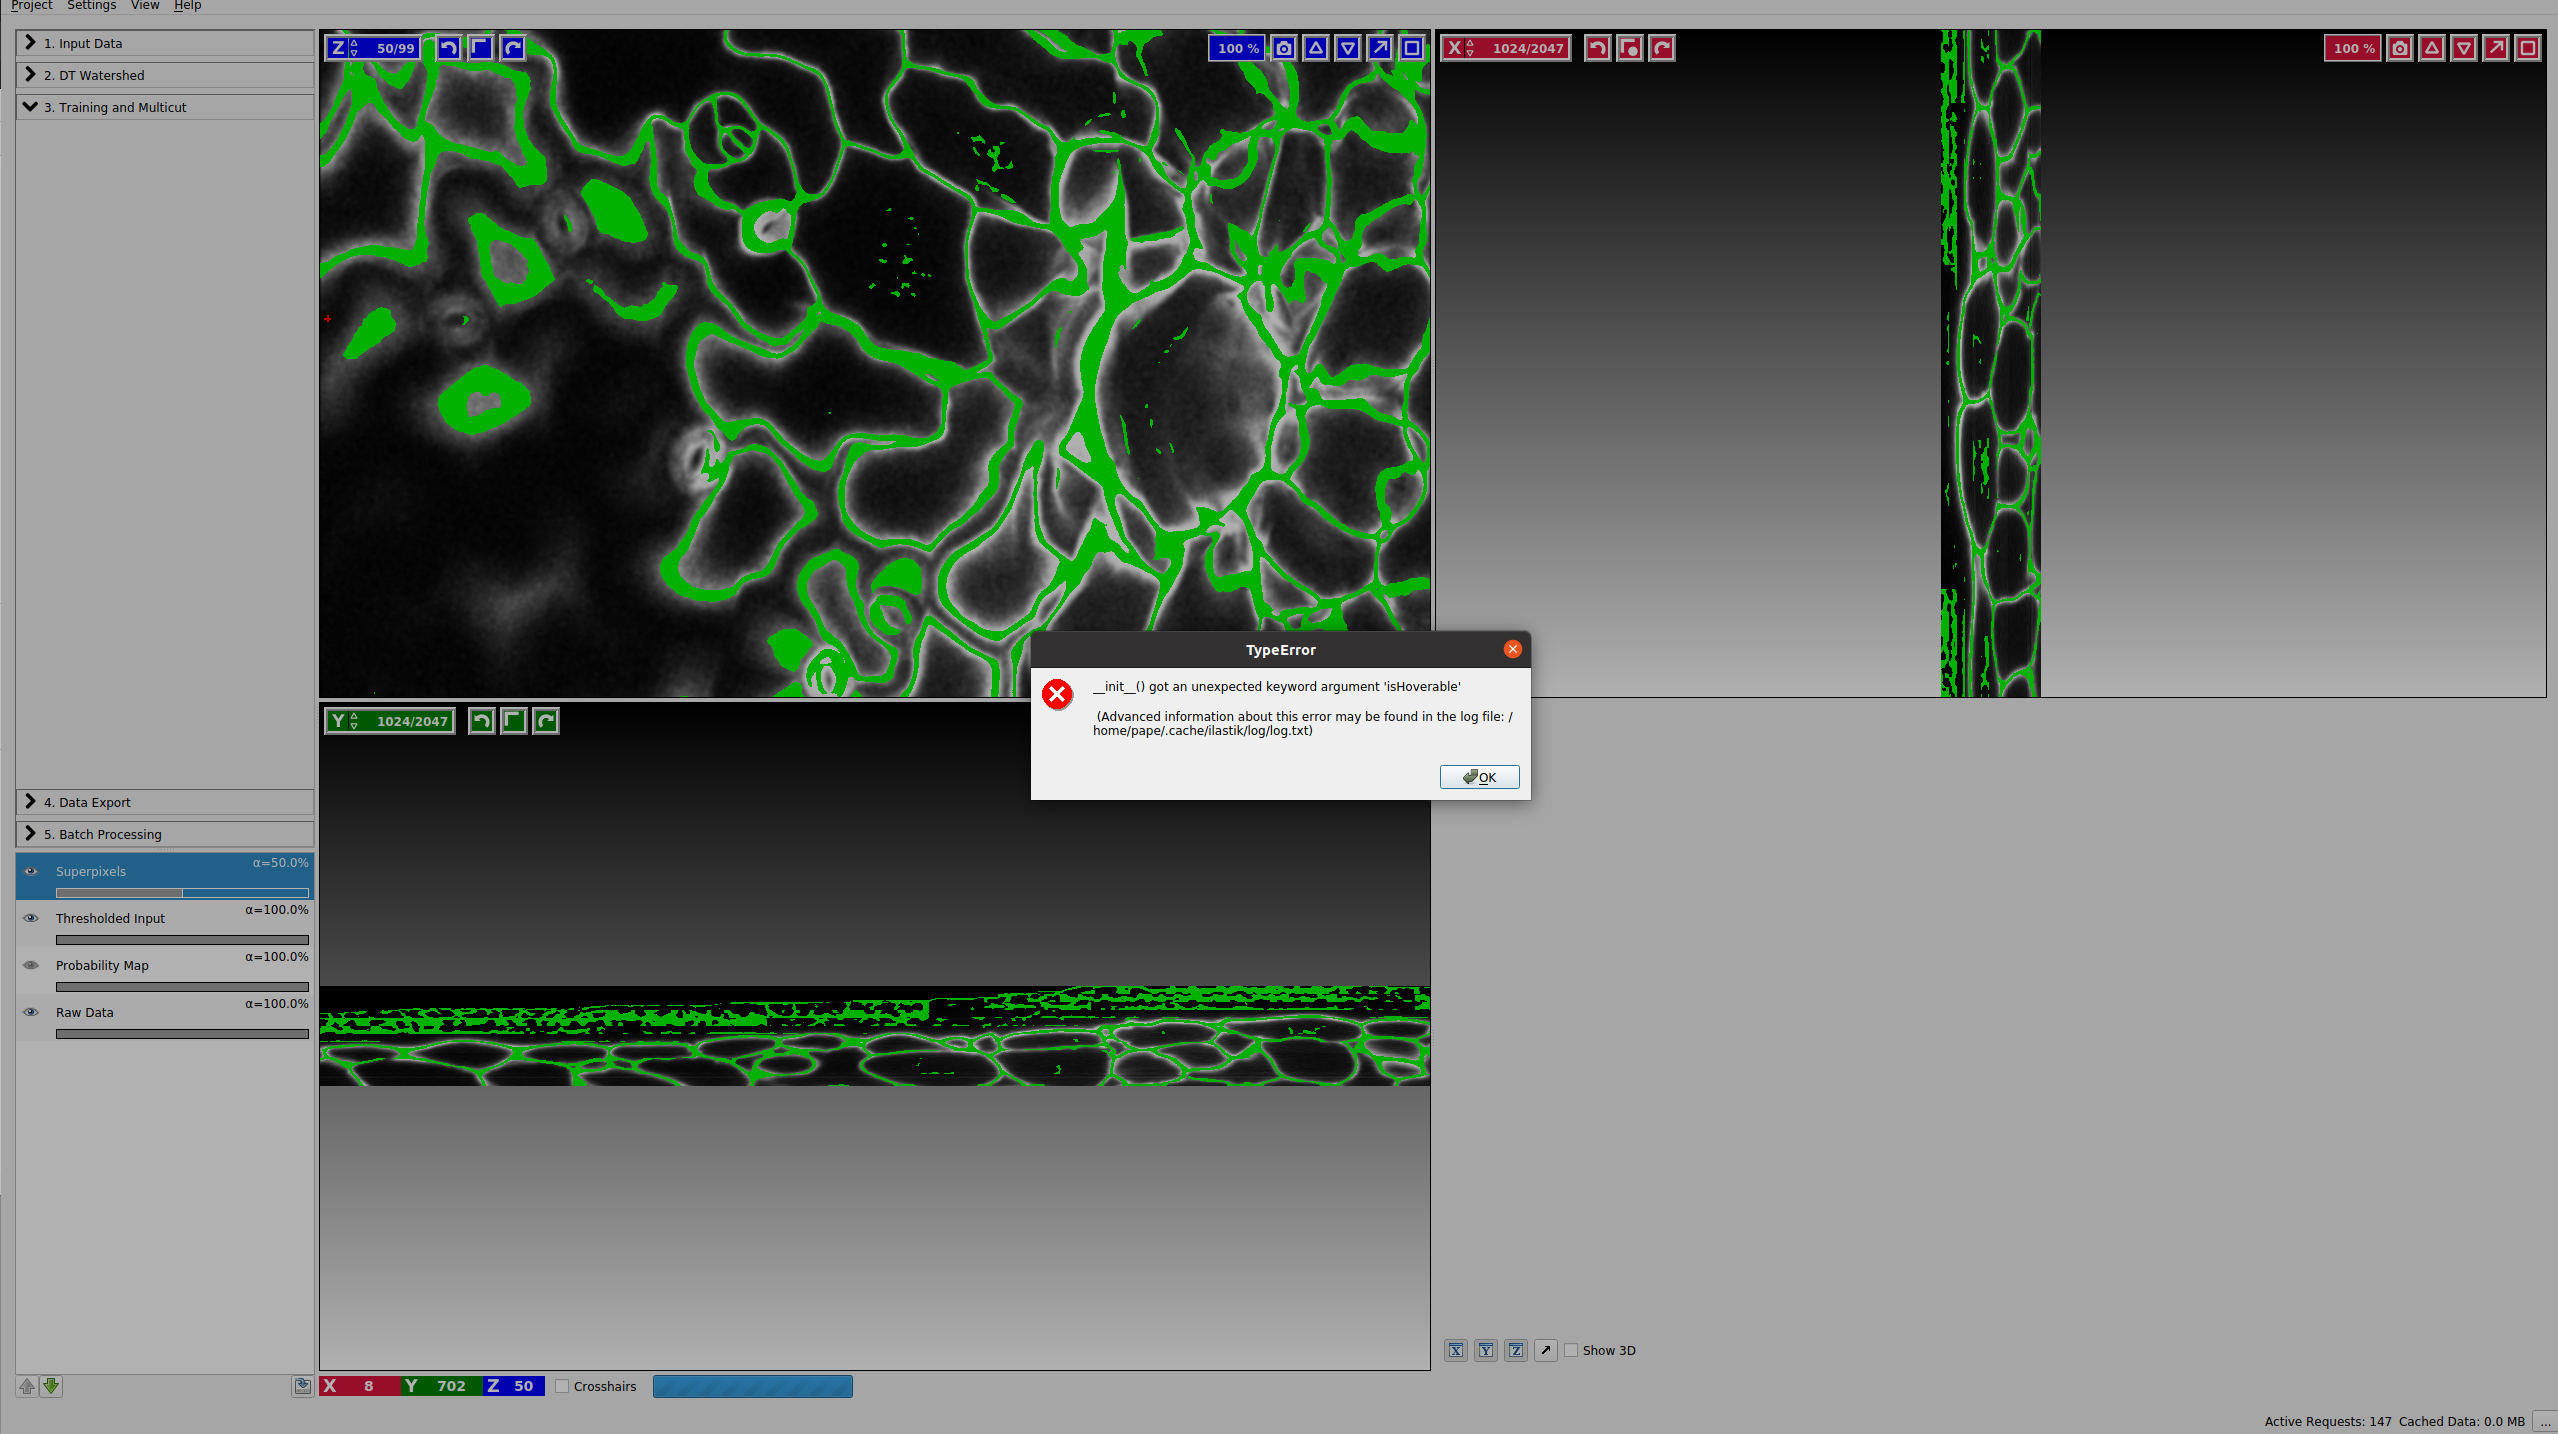 Project Settings View Help
1. Input Data
2. DT Watershed
3. Training and Multicut
Z 50/99
100 %
X 1024/2047
100 %
TypeError
__init__() got an unexpected keyword argument 'isHoverable'
(Advanced information about this error may be found in the log file: /
home/pape/.cache/ilastik/log/log.txt)
OK
Y 1024/2047
4. Data Export
5. Batch Processing
α=50.0%
Superpixels
α=100.0%
Thresholded Input
α=100.0%
Probability Map
α=100.0%
Raw Data
X Y Z Show 3D
X 8 Y 702 Z 50 Crosshairs
Active Requests: 147 Cached Data: 0.0 MB ...